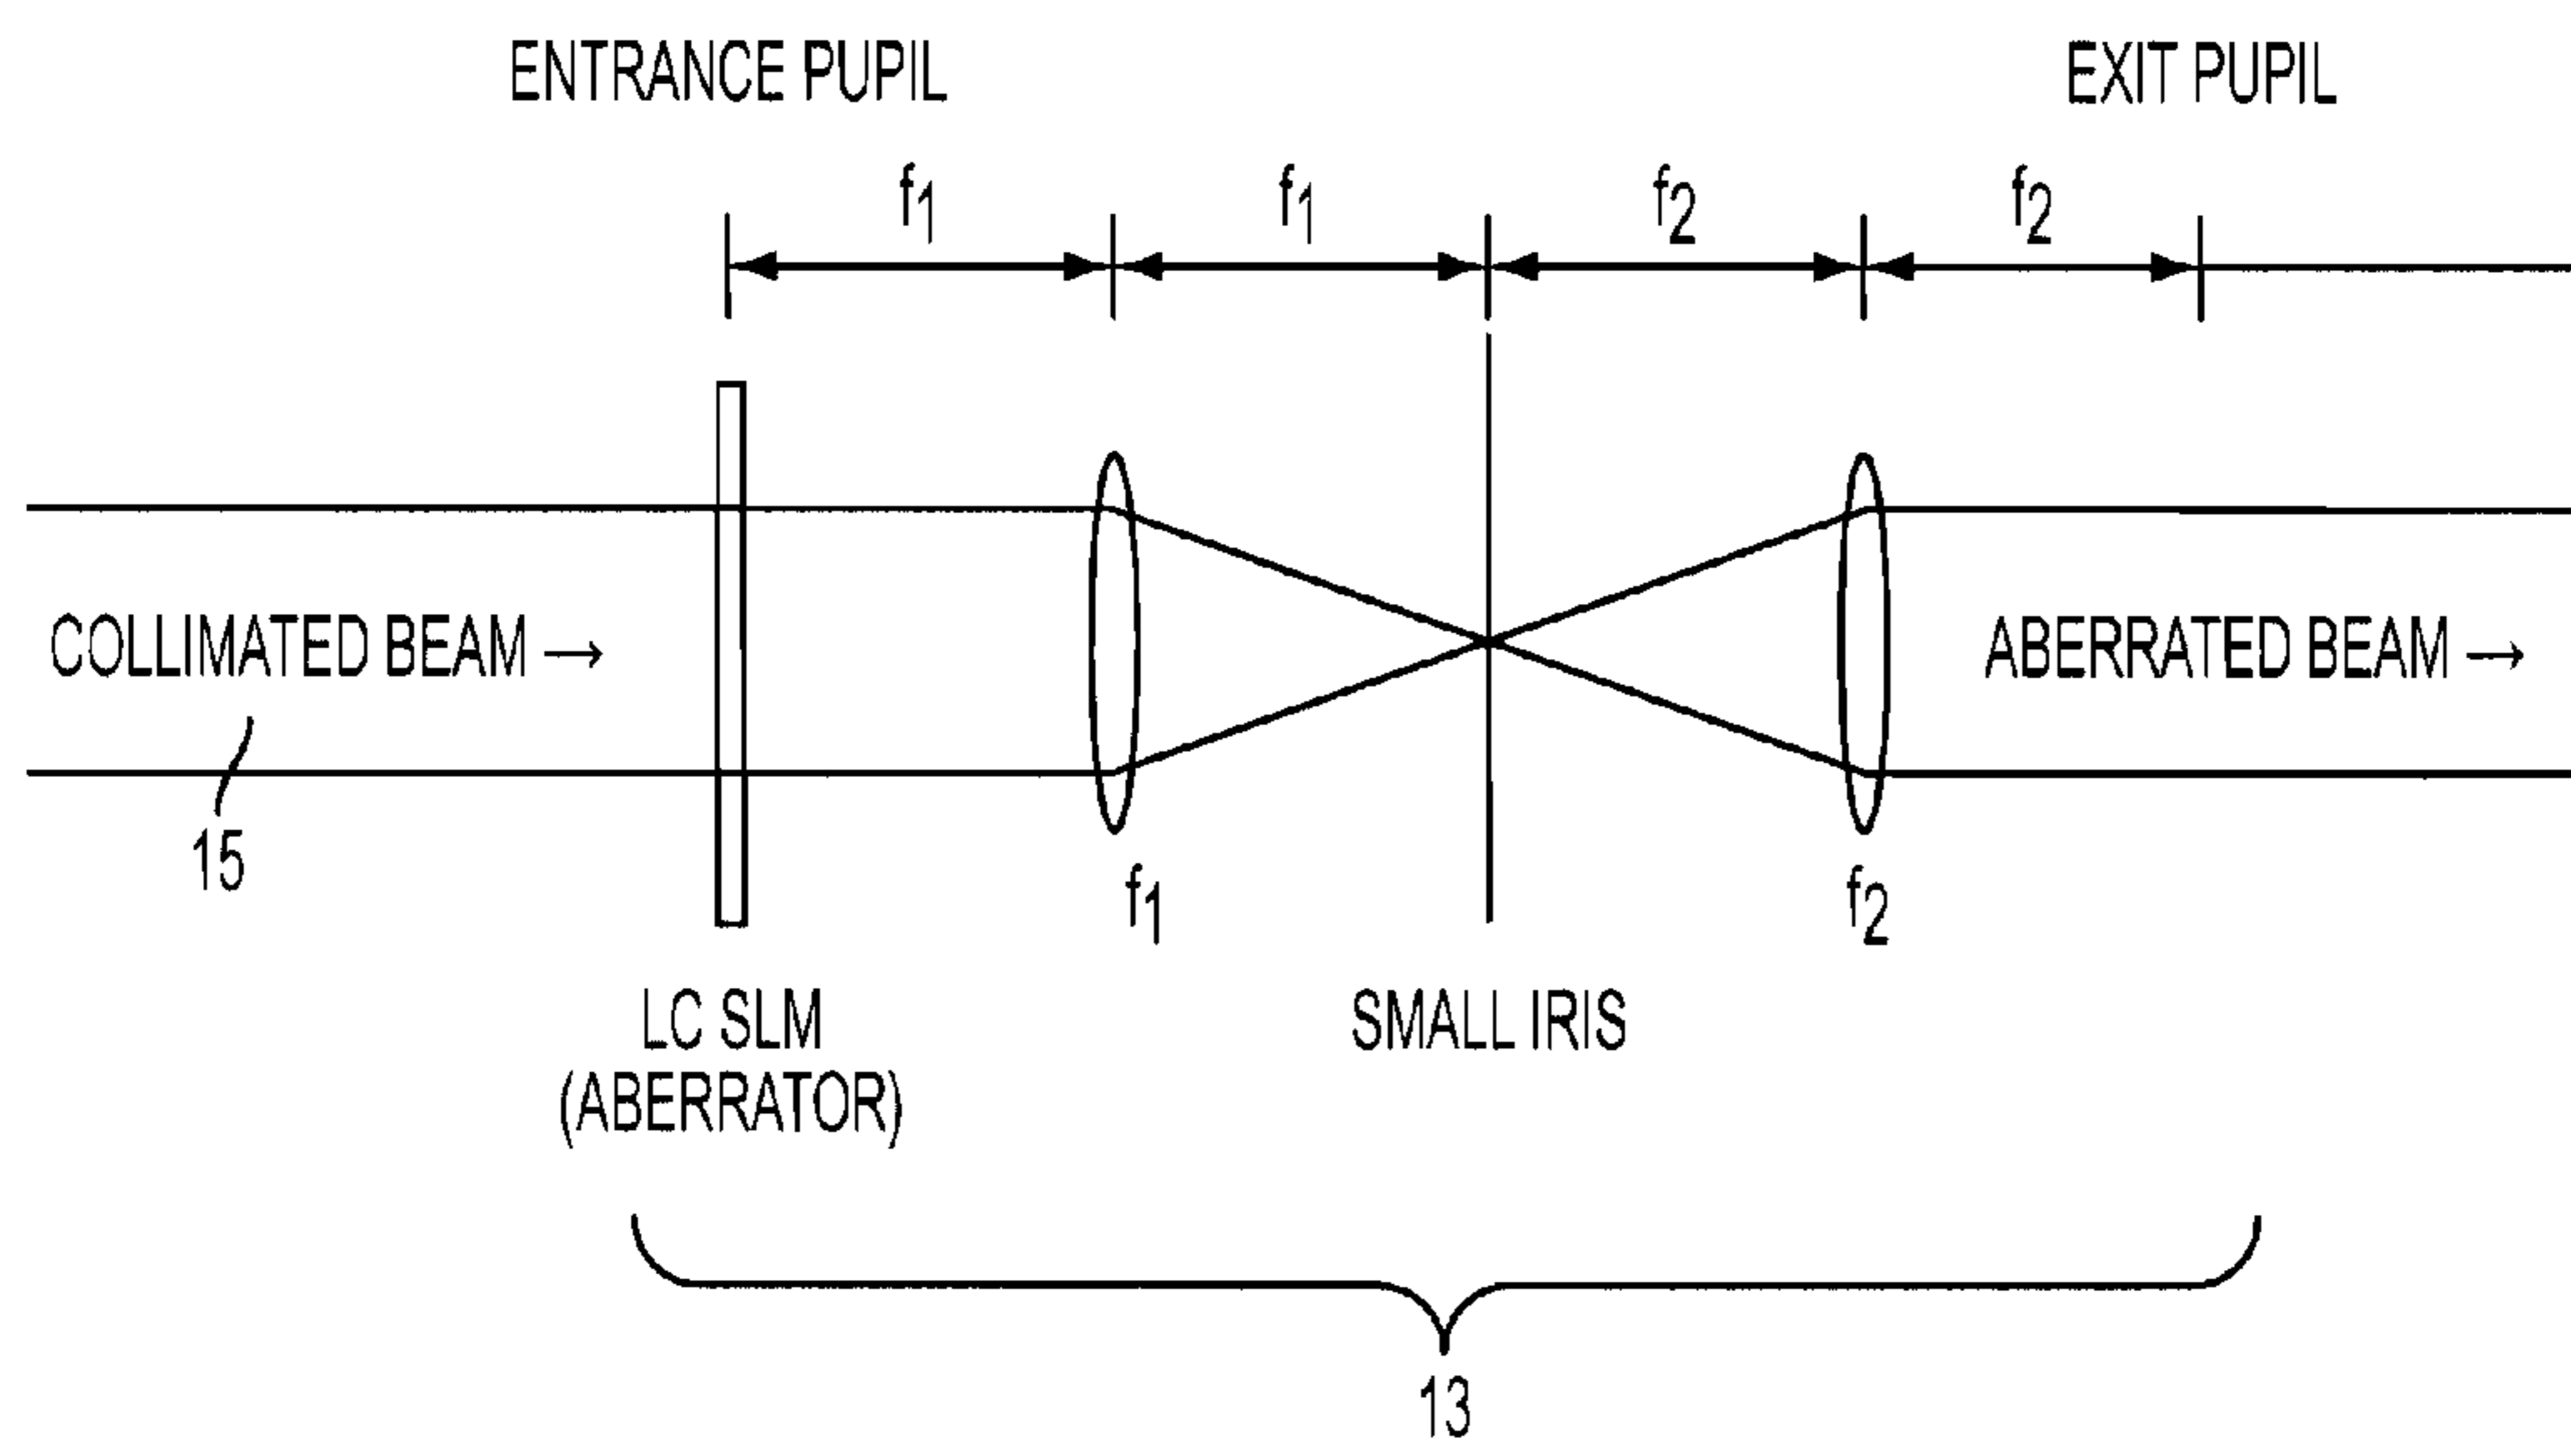 ENTRANCE PUPIL
EXIT PUPIL
f1 f1 f2 f2
COLLIMATED BEAM →
ABERRATED BEAM →
15
f1
f2
LC SLM
(ABERRATOR)
SMALL IRIS
13